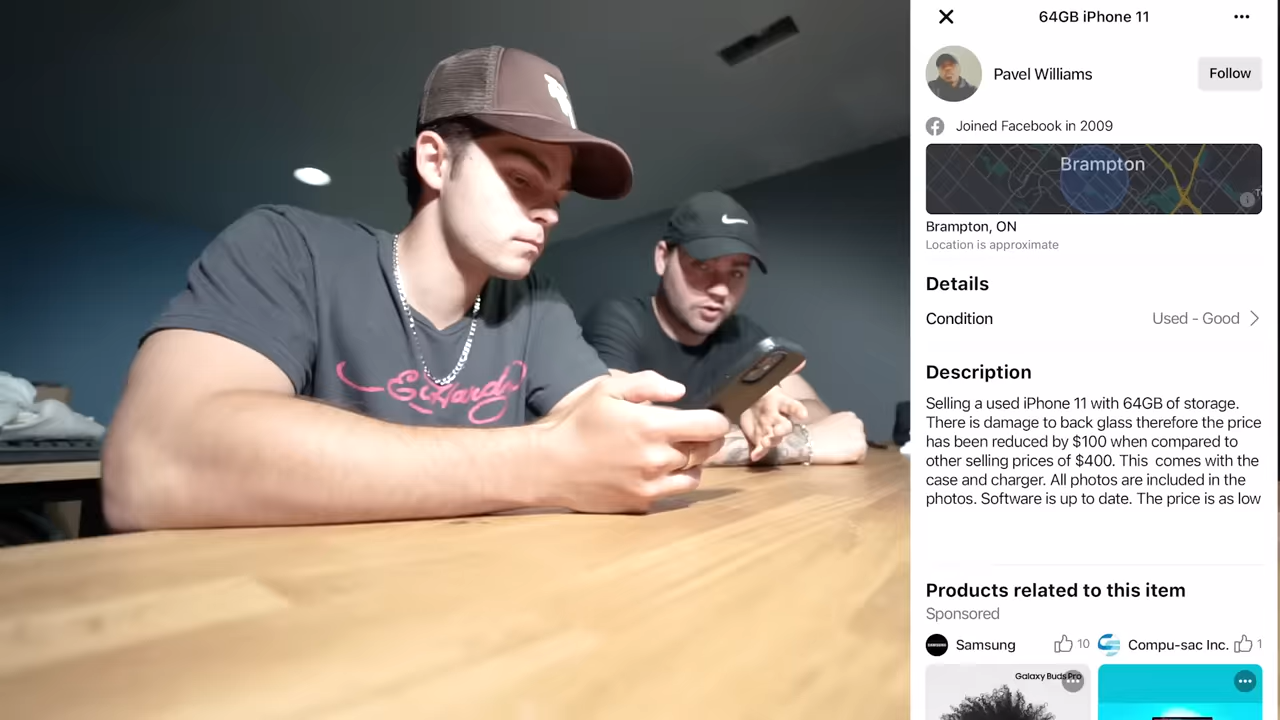 Ed Hardy
64GB iPhone 11
Pavel Williams
Follow
Joined Facebook in 2009
Brampton
Brampton, ON
Location is approximate
Details
Condition
Used - Good
Description
Selling a used iPhone 11 with 64GB of storage.
There is damage to back glass therefore the price
has been reduced by $100 when compared to
other selling prices of $400. This comes with the
case and charger. All photos are included in the
photos. Software is up to date. The price is as low
Products related to this item
Sponsored
SAMSUNG
Samsung
10
Compu-sac Inc.
1
Galaxy Buds Pro